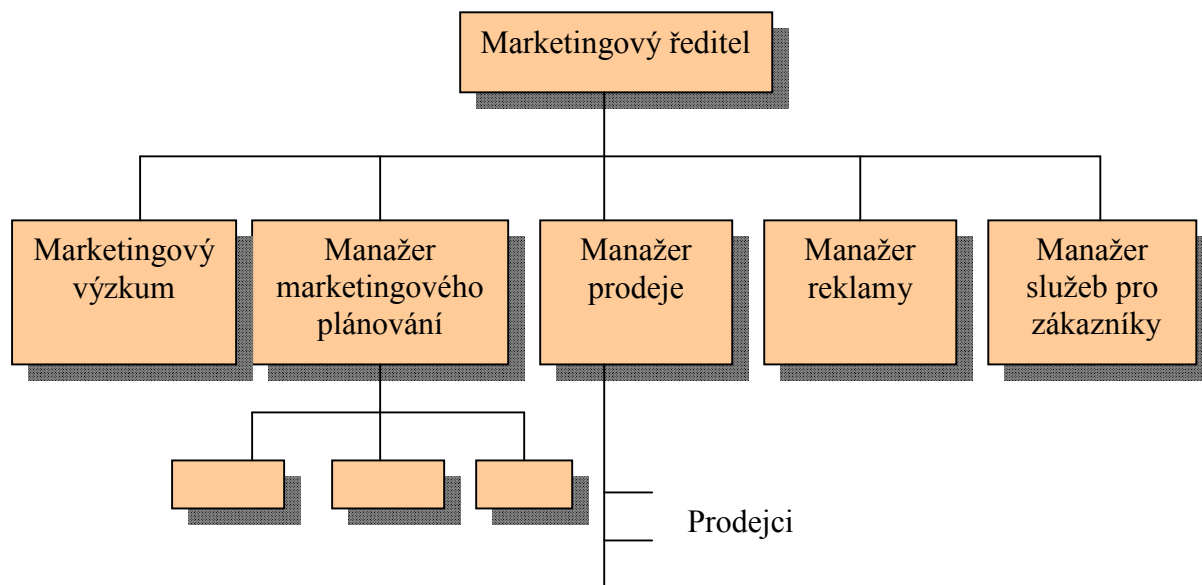 Marketingový ředitel
Marketingový
výzkum
Manažer
marketingového
plánování
Manažer
prodeje
Manažer
reklamy
Manažer
služeb pro
zákazníky
Prodejci